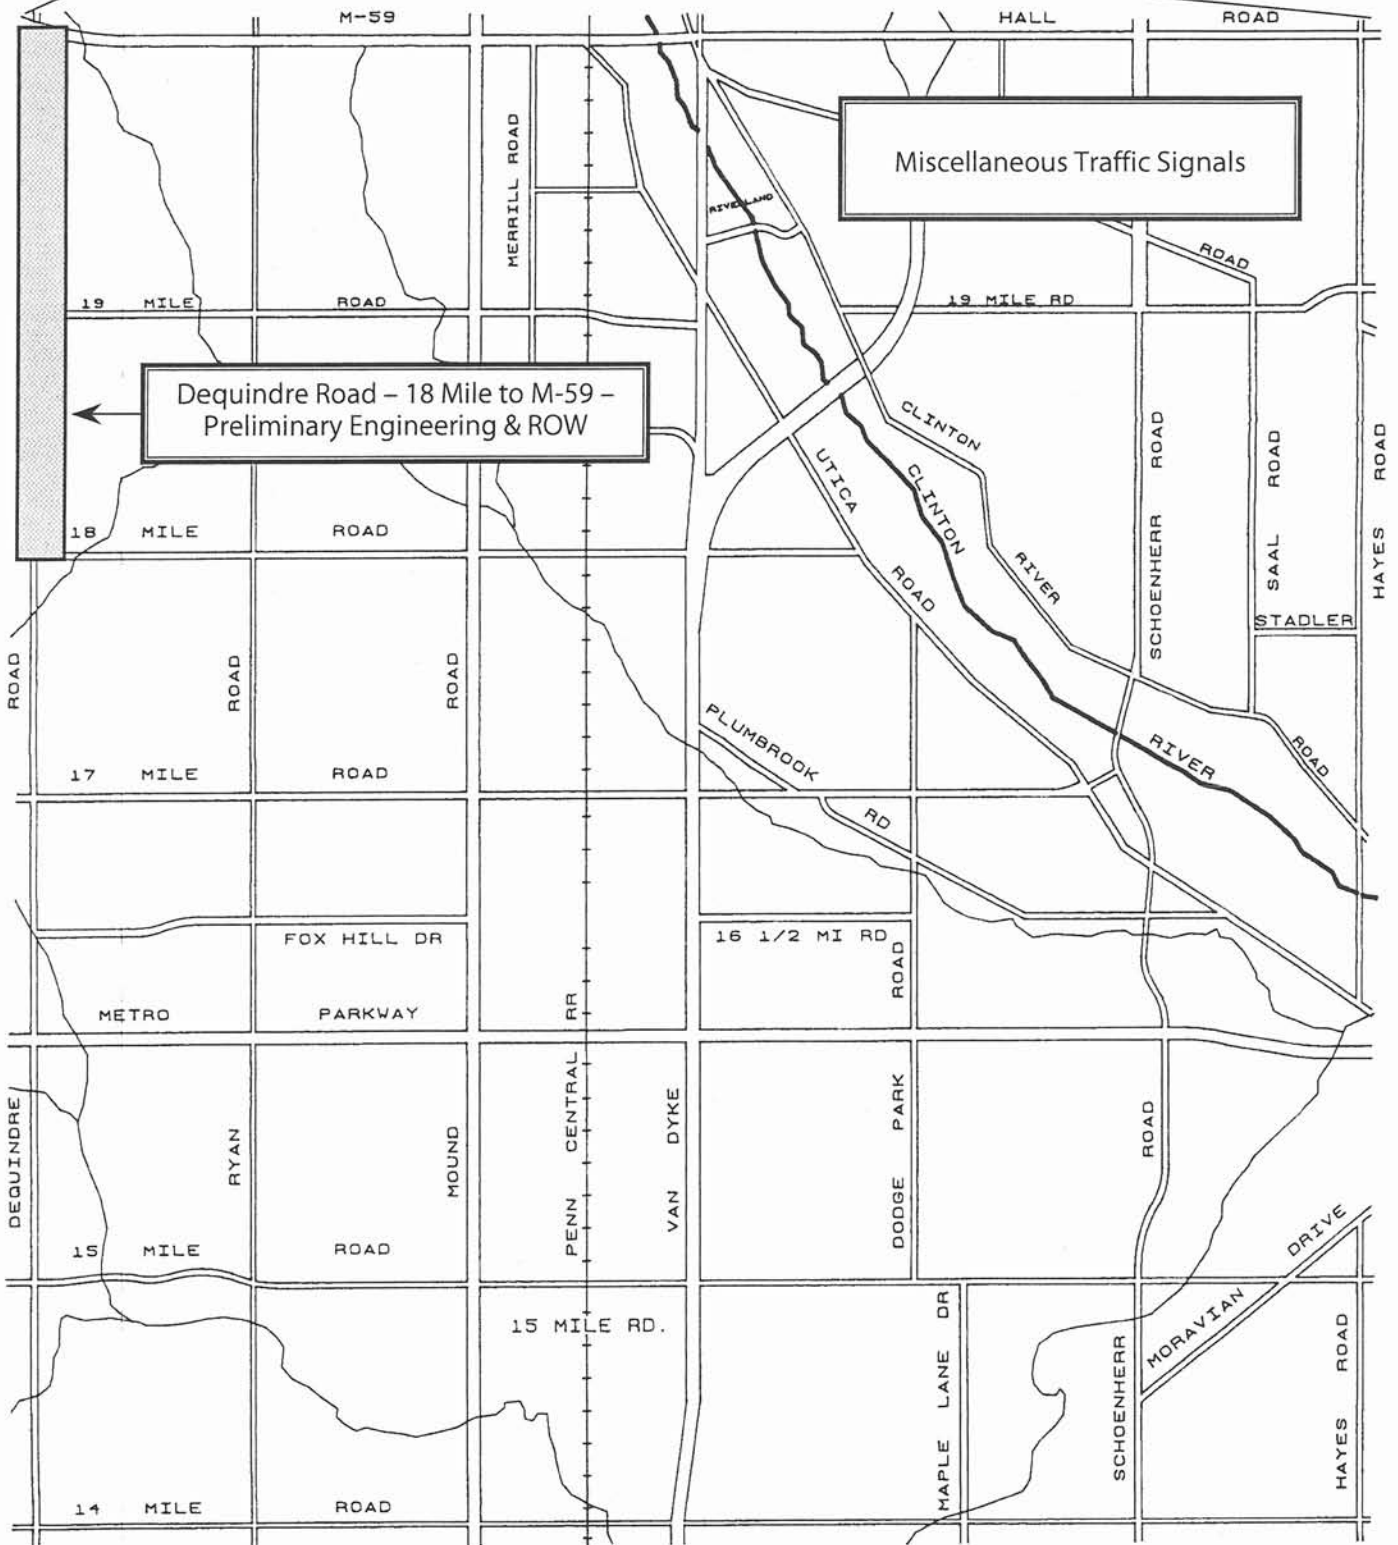 M-59
HALL ROAD
MERRILL ROAD
Miscellaneous Traffic Signals
RIVERLAND
ROAD
19 MILE ROAD
19 MILE RD
Dequindre Road – 18 Mile to M-59 –
Preliminary Engineering & ROW
CLINTON
RIVER
ROAD
UTICA
ROAD
CLINTON
RIVER
SCHOENHERR ROAD
SAAL ROAD
HAYES ROAD
18 MILE ROAD
STADLER
ROAD
ROAD
ROAD
PLUMBROOK
RD
17 MILE ROAD
FOX HILL DR
16 1/2 MI RD
METRO PARKWAY
DEQUINDRE
RYAN
MOUND
PENN CENTRAL RR
VAN DYKE
DODGE PARK ROAD
ROAD
15 MILE ROAD
15 MILE RD.
MORAVIAN DRIVE
MAPLE LANE DR
SCHOENHERR
HAYES ROAD
14 MILE ROAD